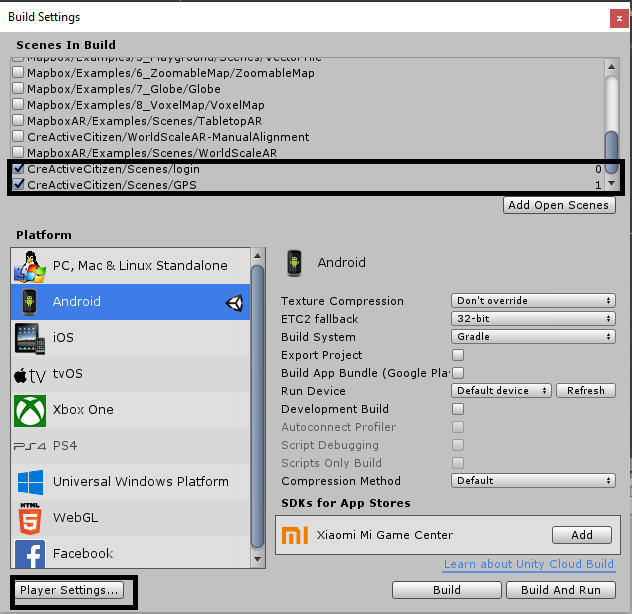 Build Settings
x
Scenes In Build
Mapbox/Examples/5_Playground/Scenes/VectorTile
Mapbox/Examples/6_ZoomableMap/ZoomableMap
Mapbox/Examples/7_Globe/Globe
Mapbox/Examples/8_VoxelMap/VoxelMap
MapboxAR/Examples/Scenes/TabletopAR
CreActiveCitizen/WorldScaleAR-ManualAlignment
MapboxAR/Examples/Scenes/WorldScaleAR
CreActiveCitizen/Scenes/login 0
CreActiveCitizen/Scenes/GPS 1
Add Open Scenes
Platform
PC, Mac & Linux Standalone
Android
iOS
tv tvOS
Xbox One
PS4 PS4
Universal Windows Platform
HTML 5 WebGL
f Facebook
Android
Texture Compression Don't override
ETC2 fallback 32-bit
Build System Gradle
Export Project
Build App Bundle (Google Pla
Run Device Default device Refresh
Development Build
Autoconnect Profiler
Script Debugging
Scripts Only Build
Compression Method Default
SDKs for App Stores
mi Xiaomi Mi Game Center Add
Learn about Unity Cloud Build
Player Settings... Build Build And Run